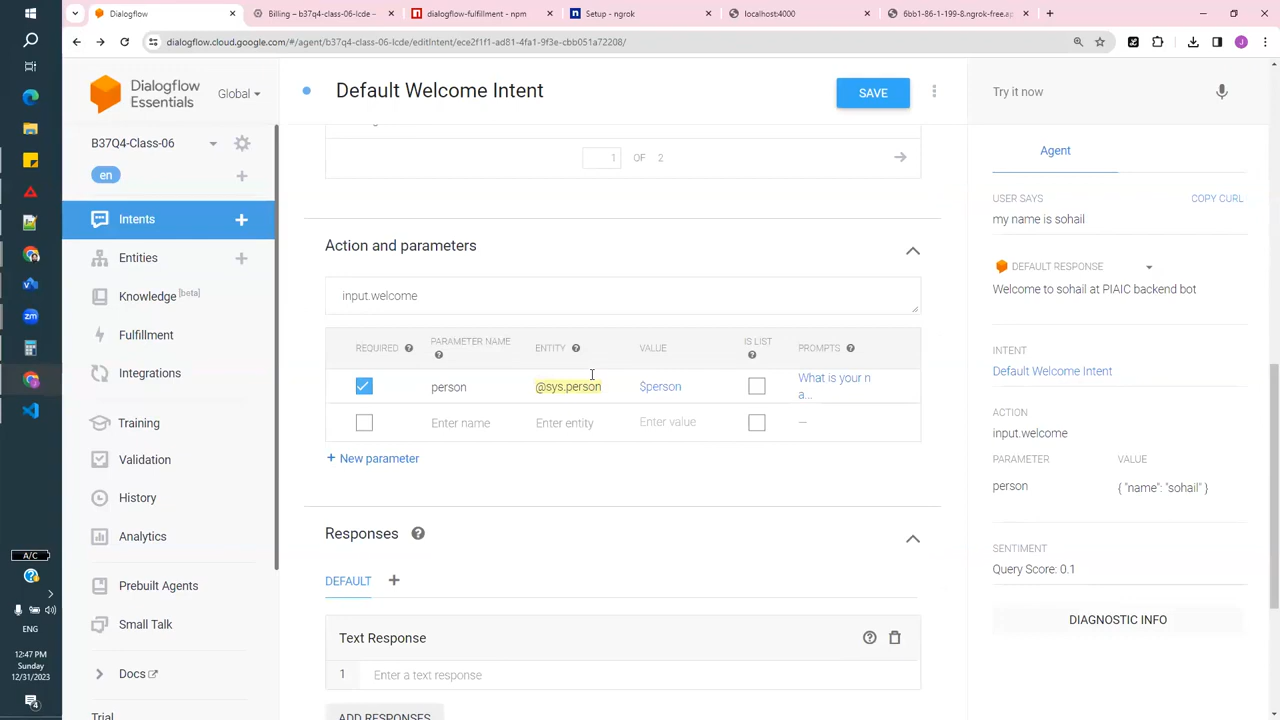 Dialogflow
Billing – b37q4-class-06-lcde –
dialogflow-fulfillment - npm
Setup - ngrok
localhost:4000
6bb1-86-1-199-8.ngrok-free.ap
dialogflow.cloud.google.com/#/agent/b37q4-class-06-lcde/editIntent/ece2f1f1-ad81-4fa1-9f3e-cbb051a72208/
J
Dialogflow
Essentials
Global
Default Welcome Intent
SAVE
Try it now
B37Q4-Class-06
en
Intents
Entities
Knowledge [beta]
Fulfillment
Integrations
Training
Validation
History
Analytics
Prebuilt Agents
Small Talk
Docs
Trial
1 OF 2
Action and parameters
input.welcome
REQUIRED
PARAMETER NAME
ENTITY
VALUE
IS LIST
PROMPTS
person
@sys.person
$person
What is your n
a...
Enter name
Enter entity
Enter value
—
+ New parameter
Responses
DEFAULT
Text Response
1 Enter a text response
ADD RESPONSES
Agent
USER SAYS
COPY CURL
my name is sohail
DEFAULT RESPONSE
Welcome to sohail at PIAIC backend bot
INTENT
Default Welcome Intent
ACTION
input.welcome
PARAMETER
VALUE
person
{ "name": "sohail" }
SENTIMENT
Query Score: 0.1
DIAGNOSTIC INFO
zm
A/C
ENG
12:47 PM
Sunday
12/31/2023
4